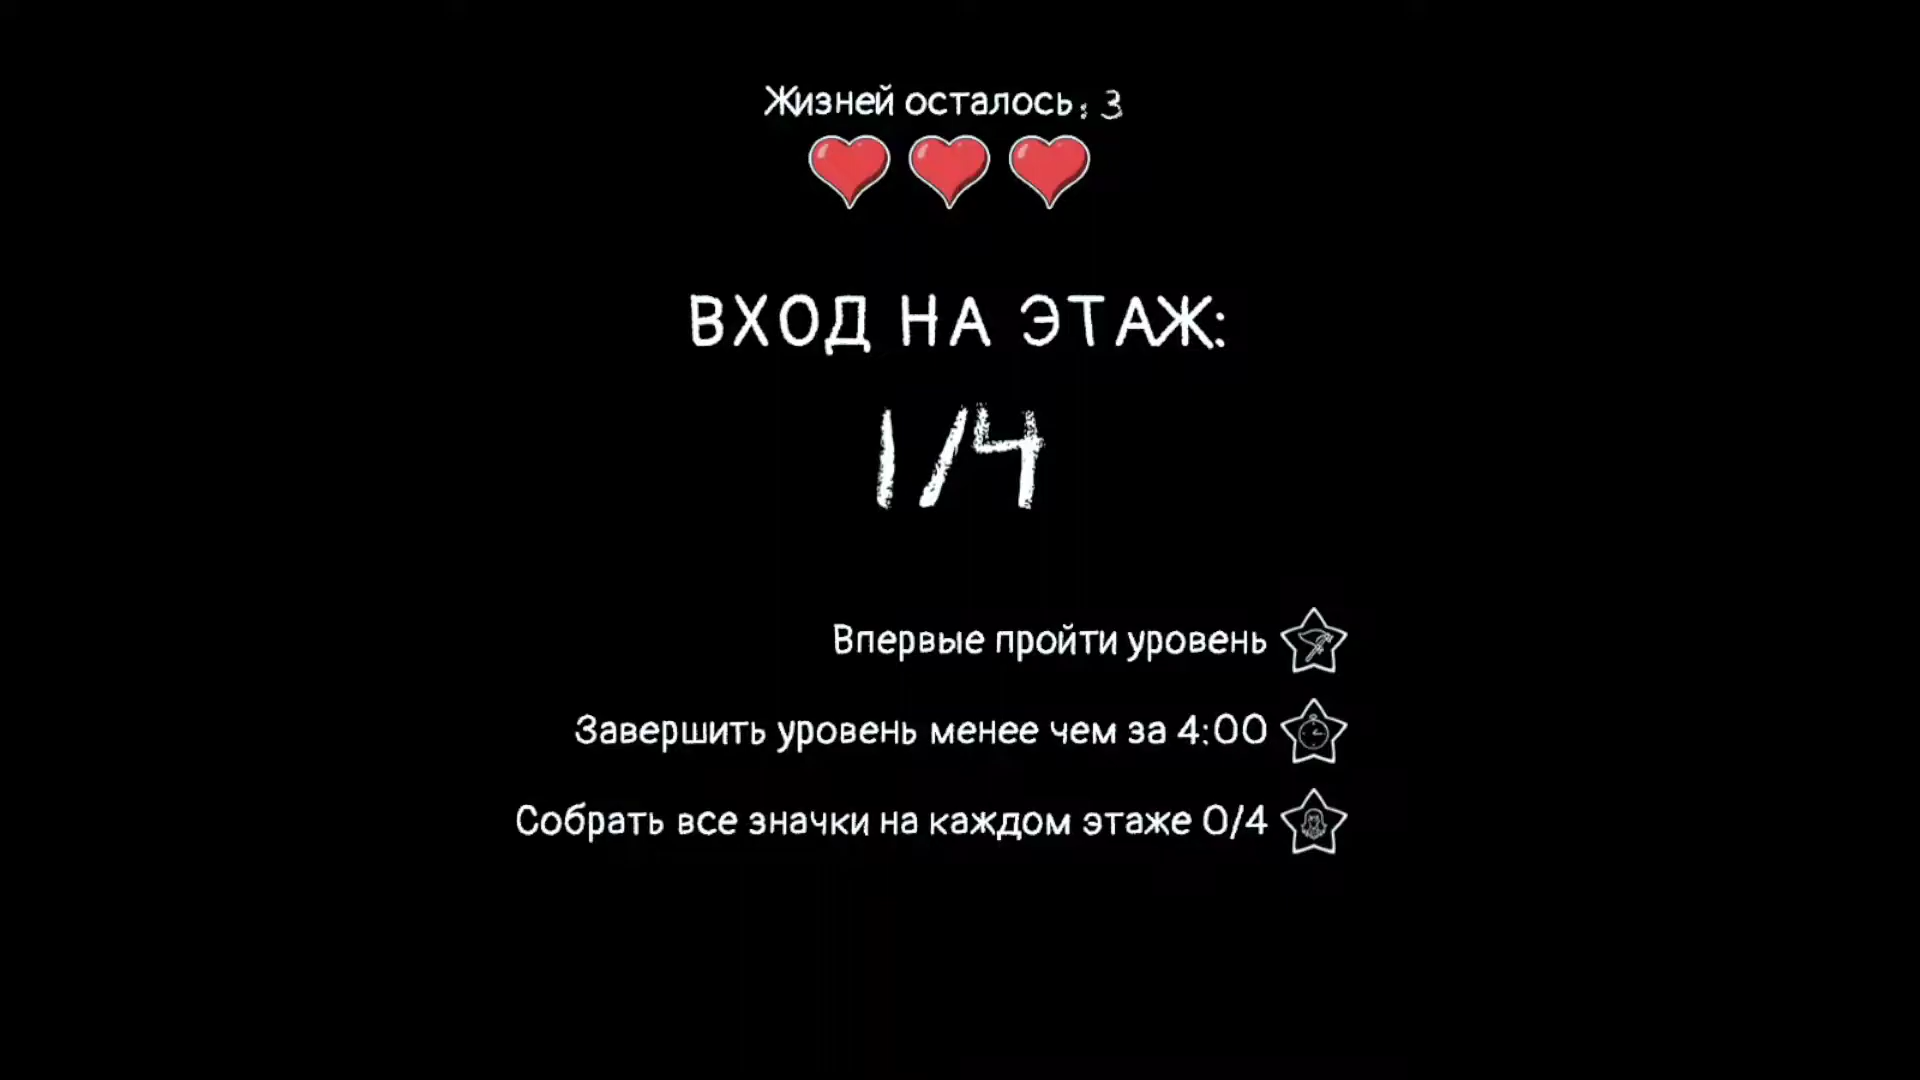 Жизней осталось: 3
ВХОД НА ЭТАЖ:
1/4
Впервые пройти уровень
Завершить уровень менее чем за 4:00
Собрать все значки на каждом этаже 0/4